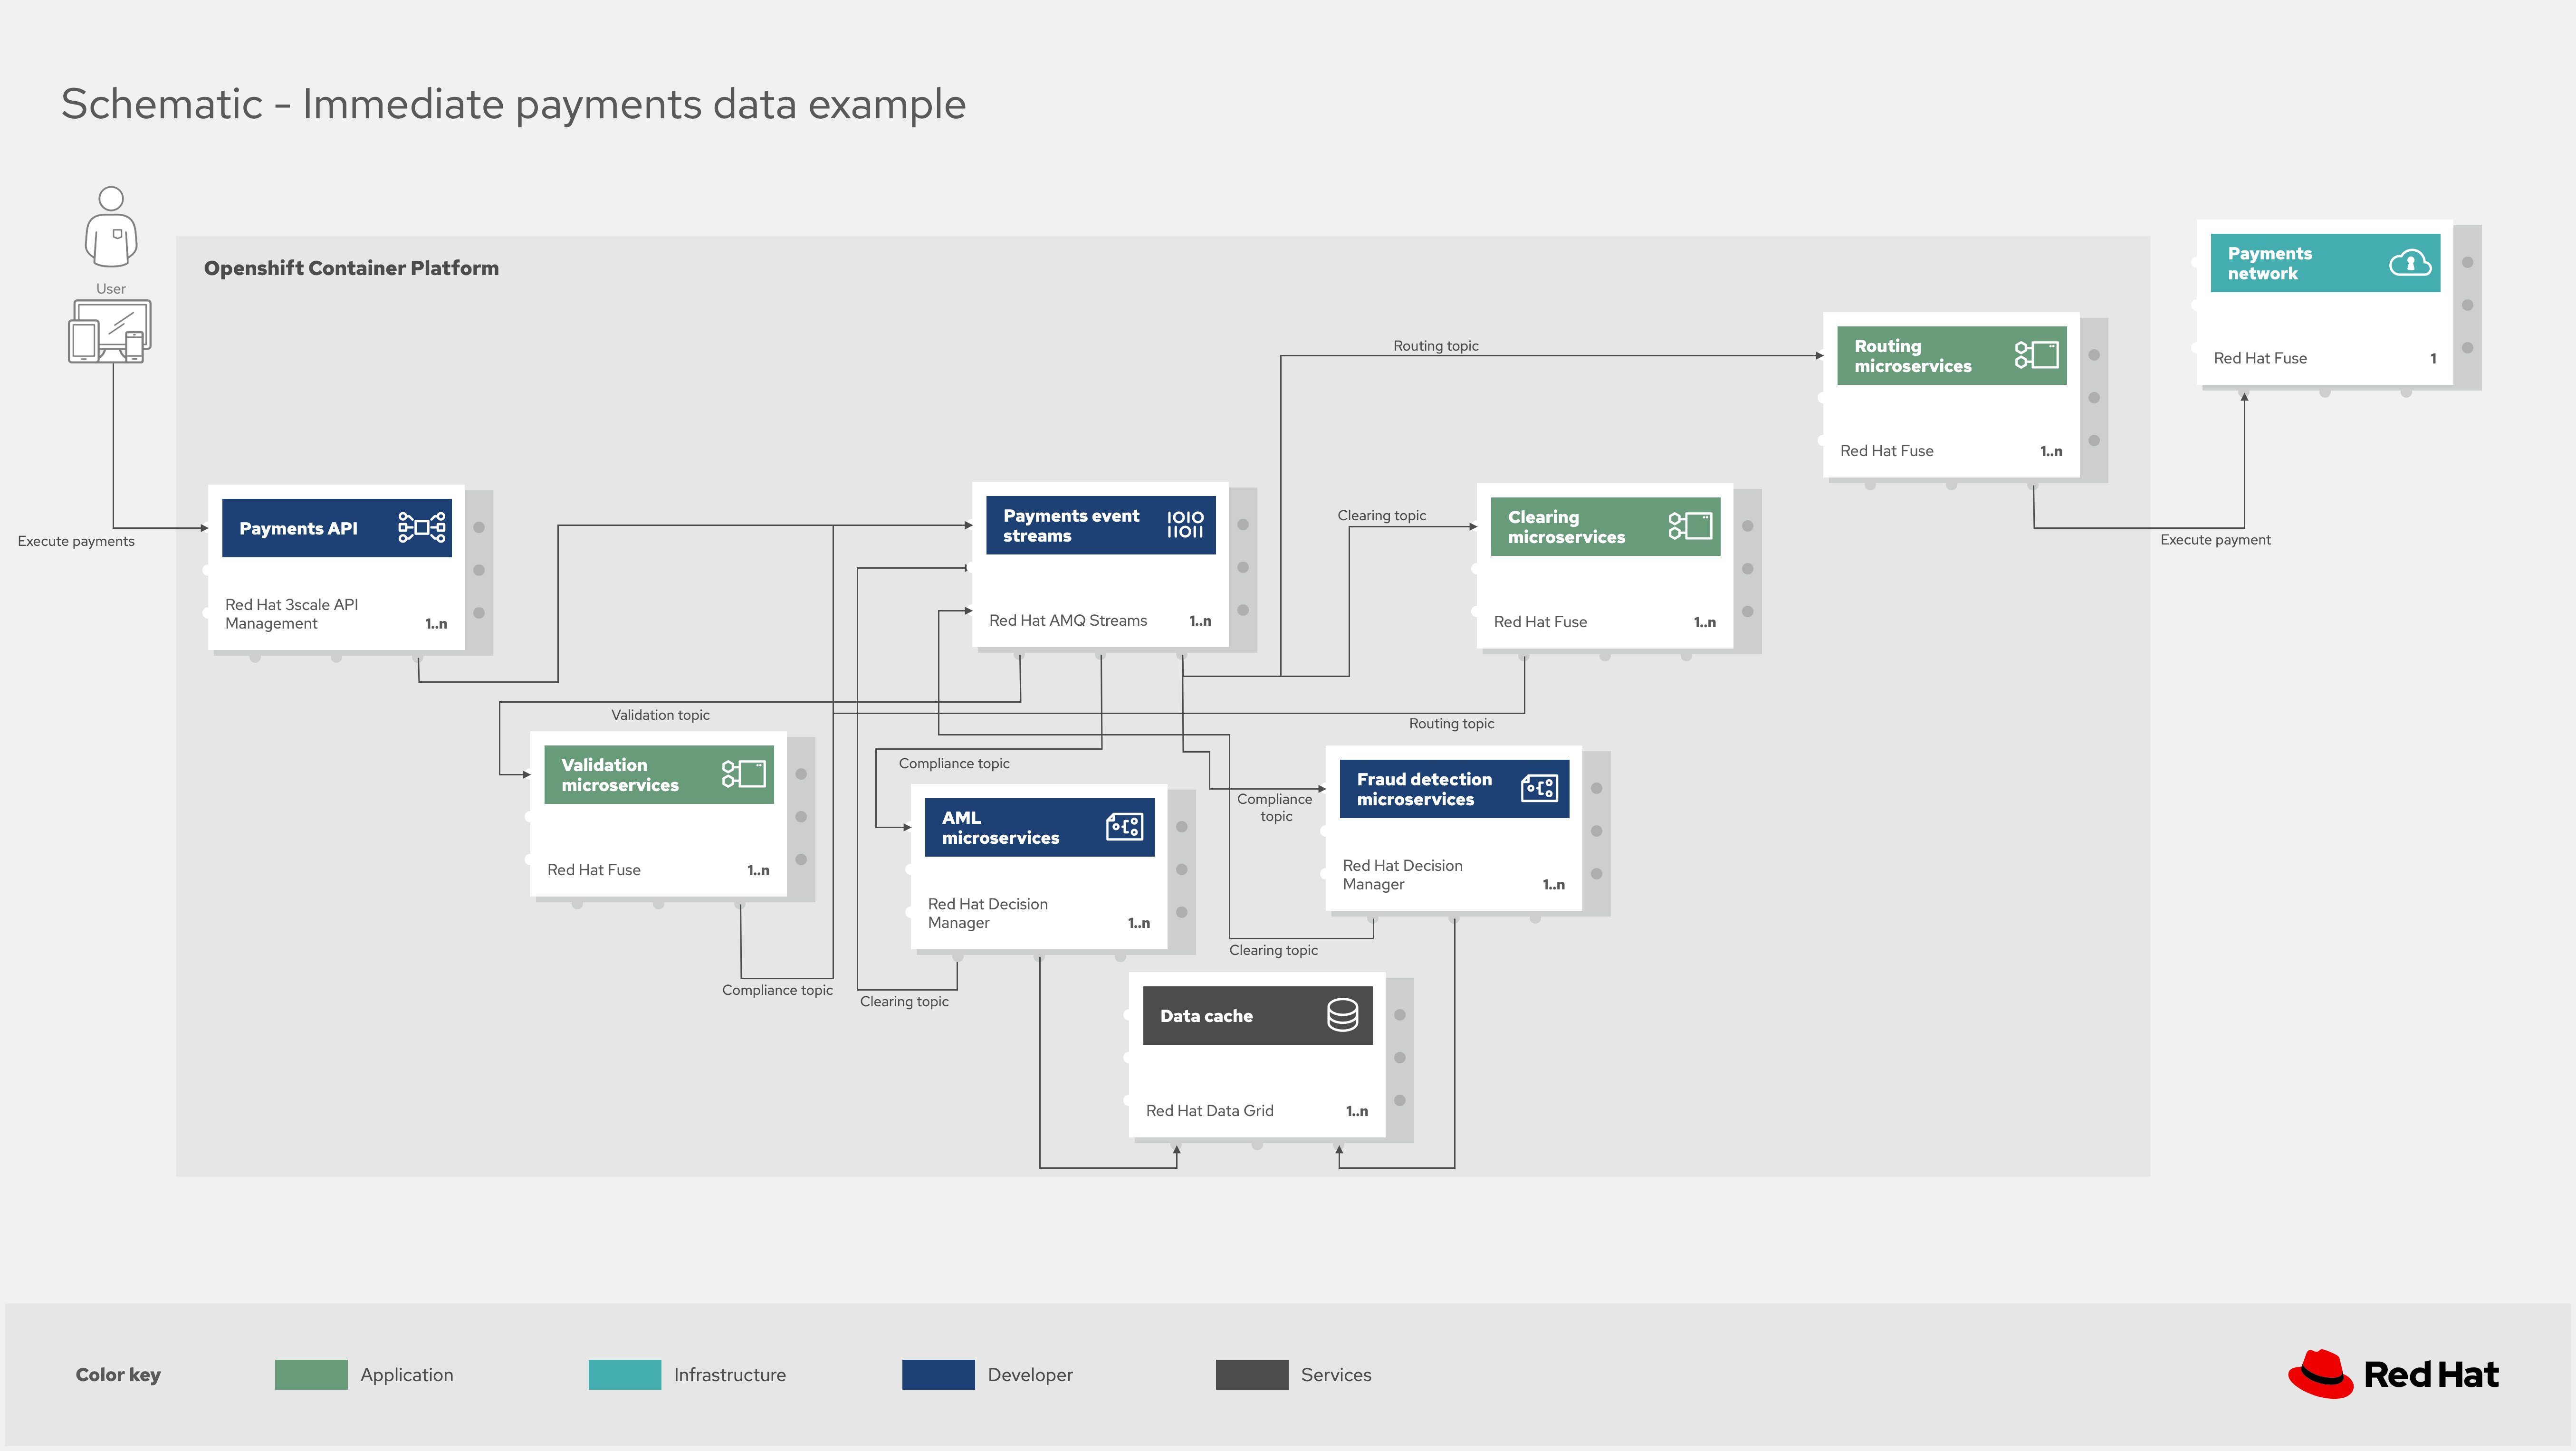 Schematic - Immediate payments data example
User
Execute payments
Openshift Container Platform
Payments API
Red Hat 3scale API
Management
1..n
Payments event
streams
Red Hat AMQ Streams
1..n
Routing topic
Clearing topic
Clearing
microservices
Red Hat Fuse
1..n
Routing
microservices
Red Hat Fuse
1..n
Payments
network
Red Hat Fuse
1
Execute payment
Validation topic
Routing topic
Validation
microservices
Red Hat Fuse
1..n
Compliance topic
Compliance topic
AML
microservices
Red Hat Decision
Manager
1..n
Clearing topic
Compliance
topic
Fraud detection
microservices
Red Hat Decision
Manager
1..n
Clearing topic
Data cache
Red Hat Data Grid
1..n
Color key
Application
Infrastructure
Developer
Services
Red Hat